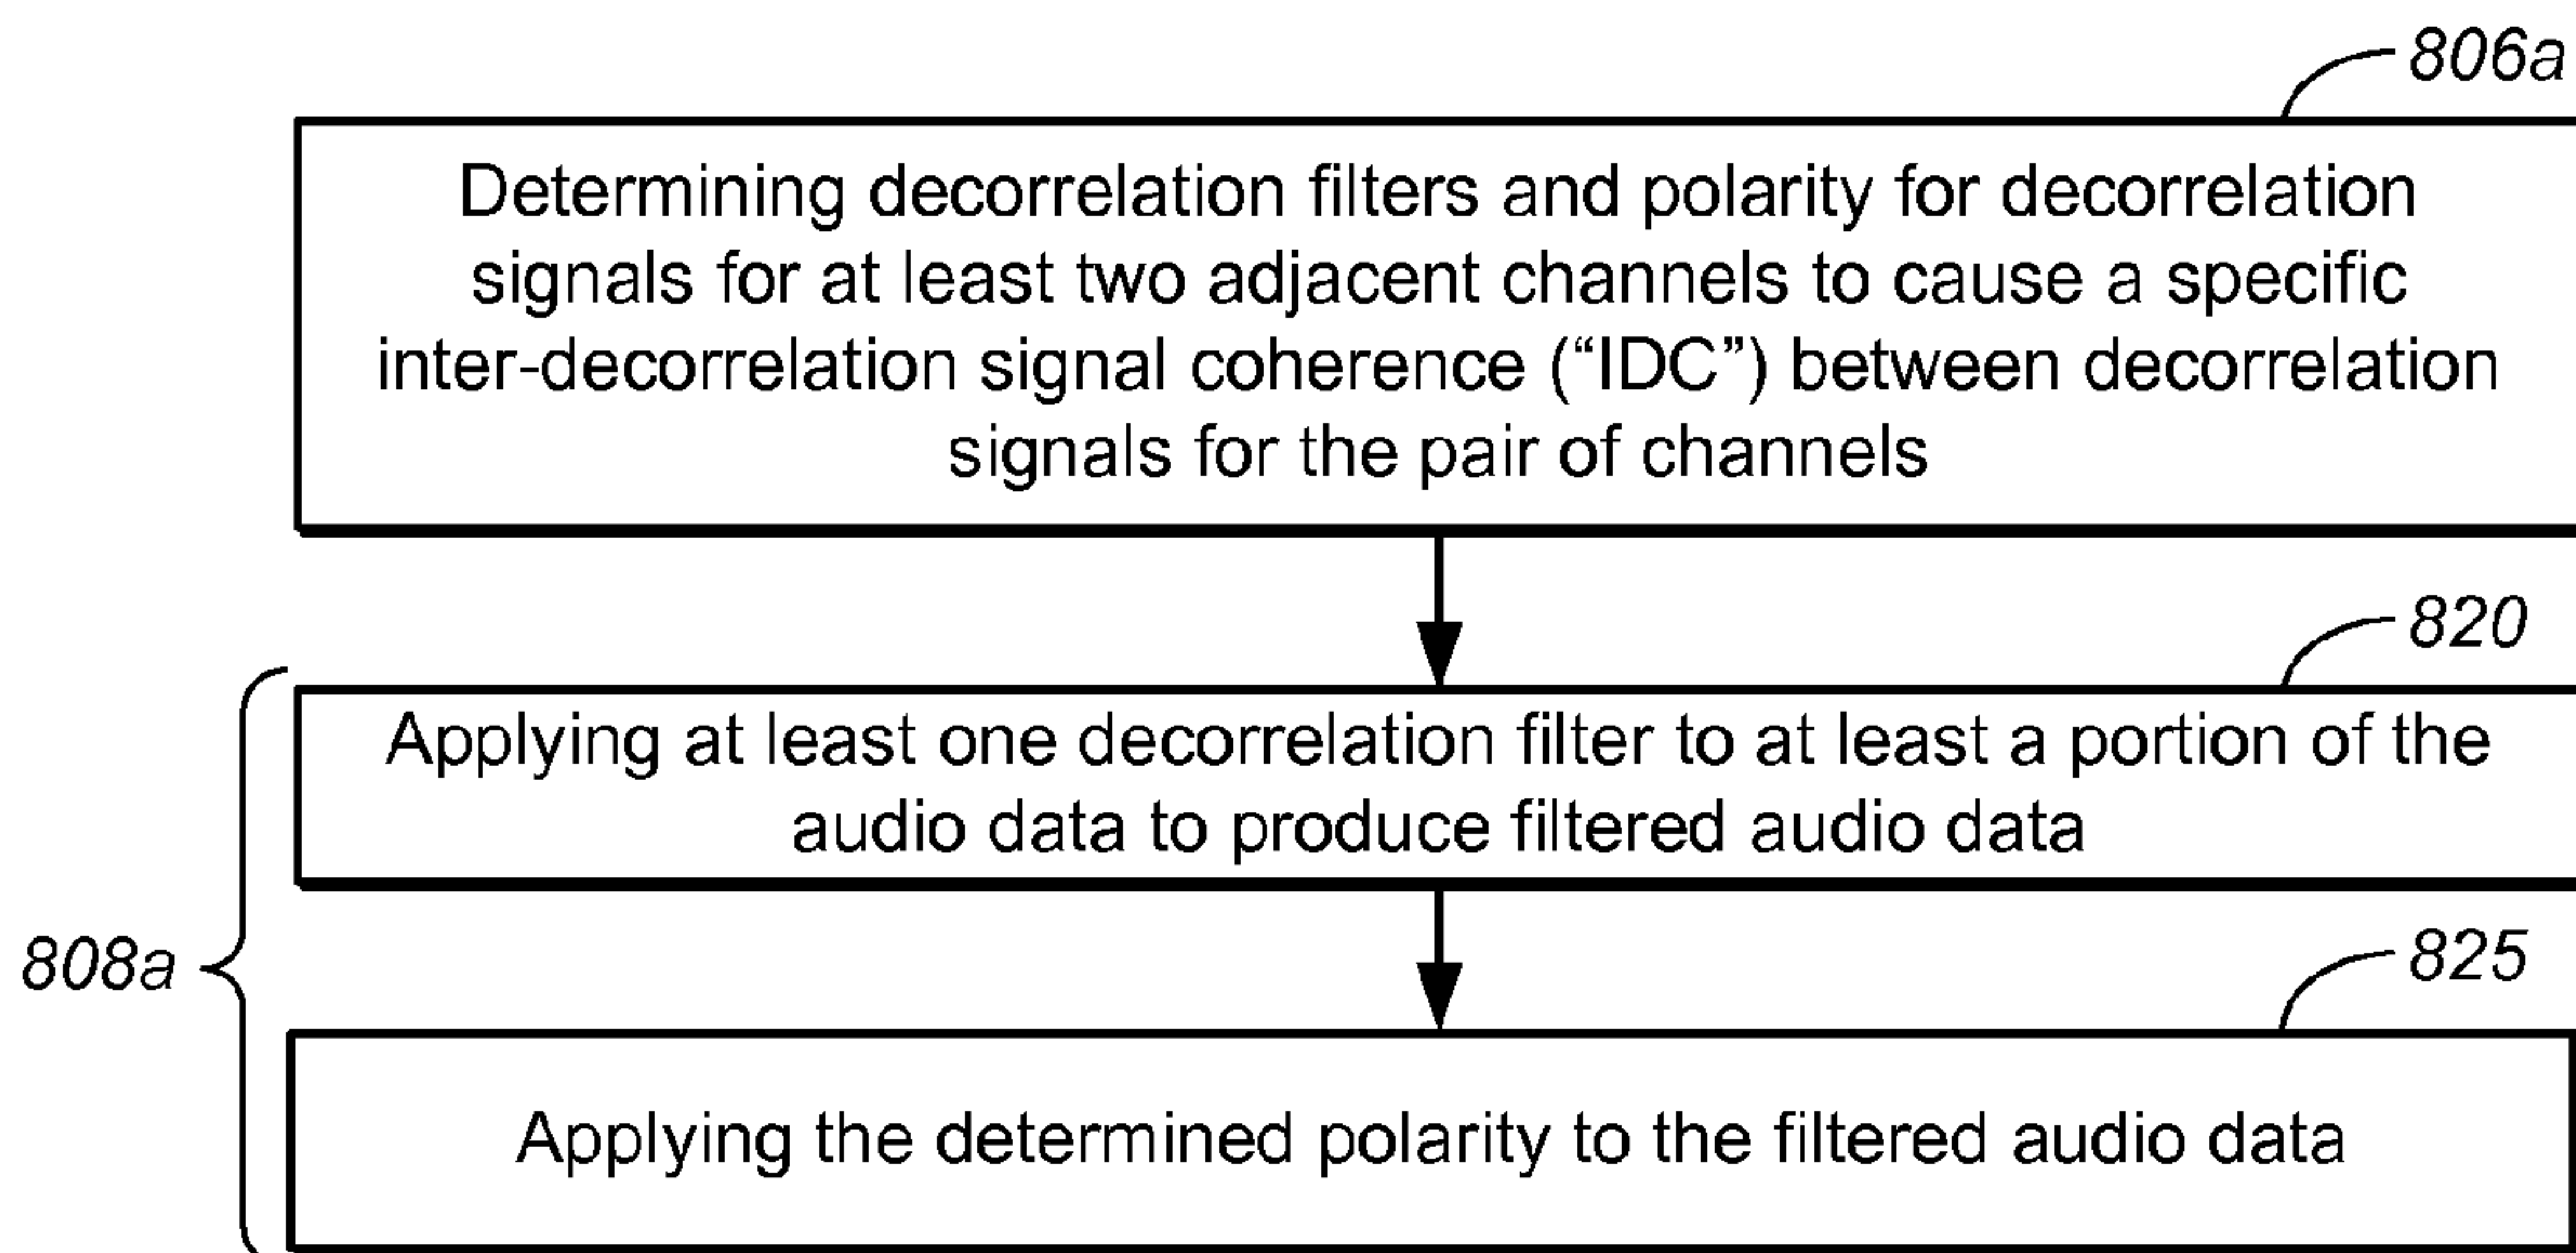 806a
Determining decorrelation filters and polarity for decorrelation
signals for at least two adjacent channels to cause a specific
inter-decorrelation signal coherence (“IDC”) between decorrelation
signals for the pair of channels
820
Applying at least one decorrelation filter to at least a portion of the
audio data to produce filtered audio data
808a
825
Applying the determined polarity to the filtered audio data